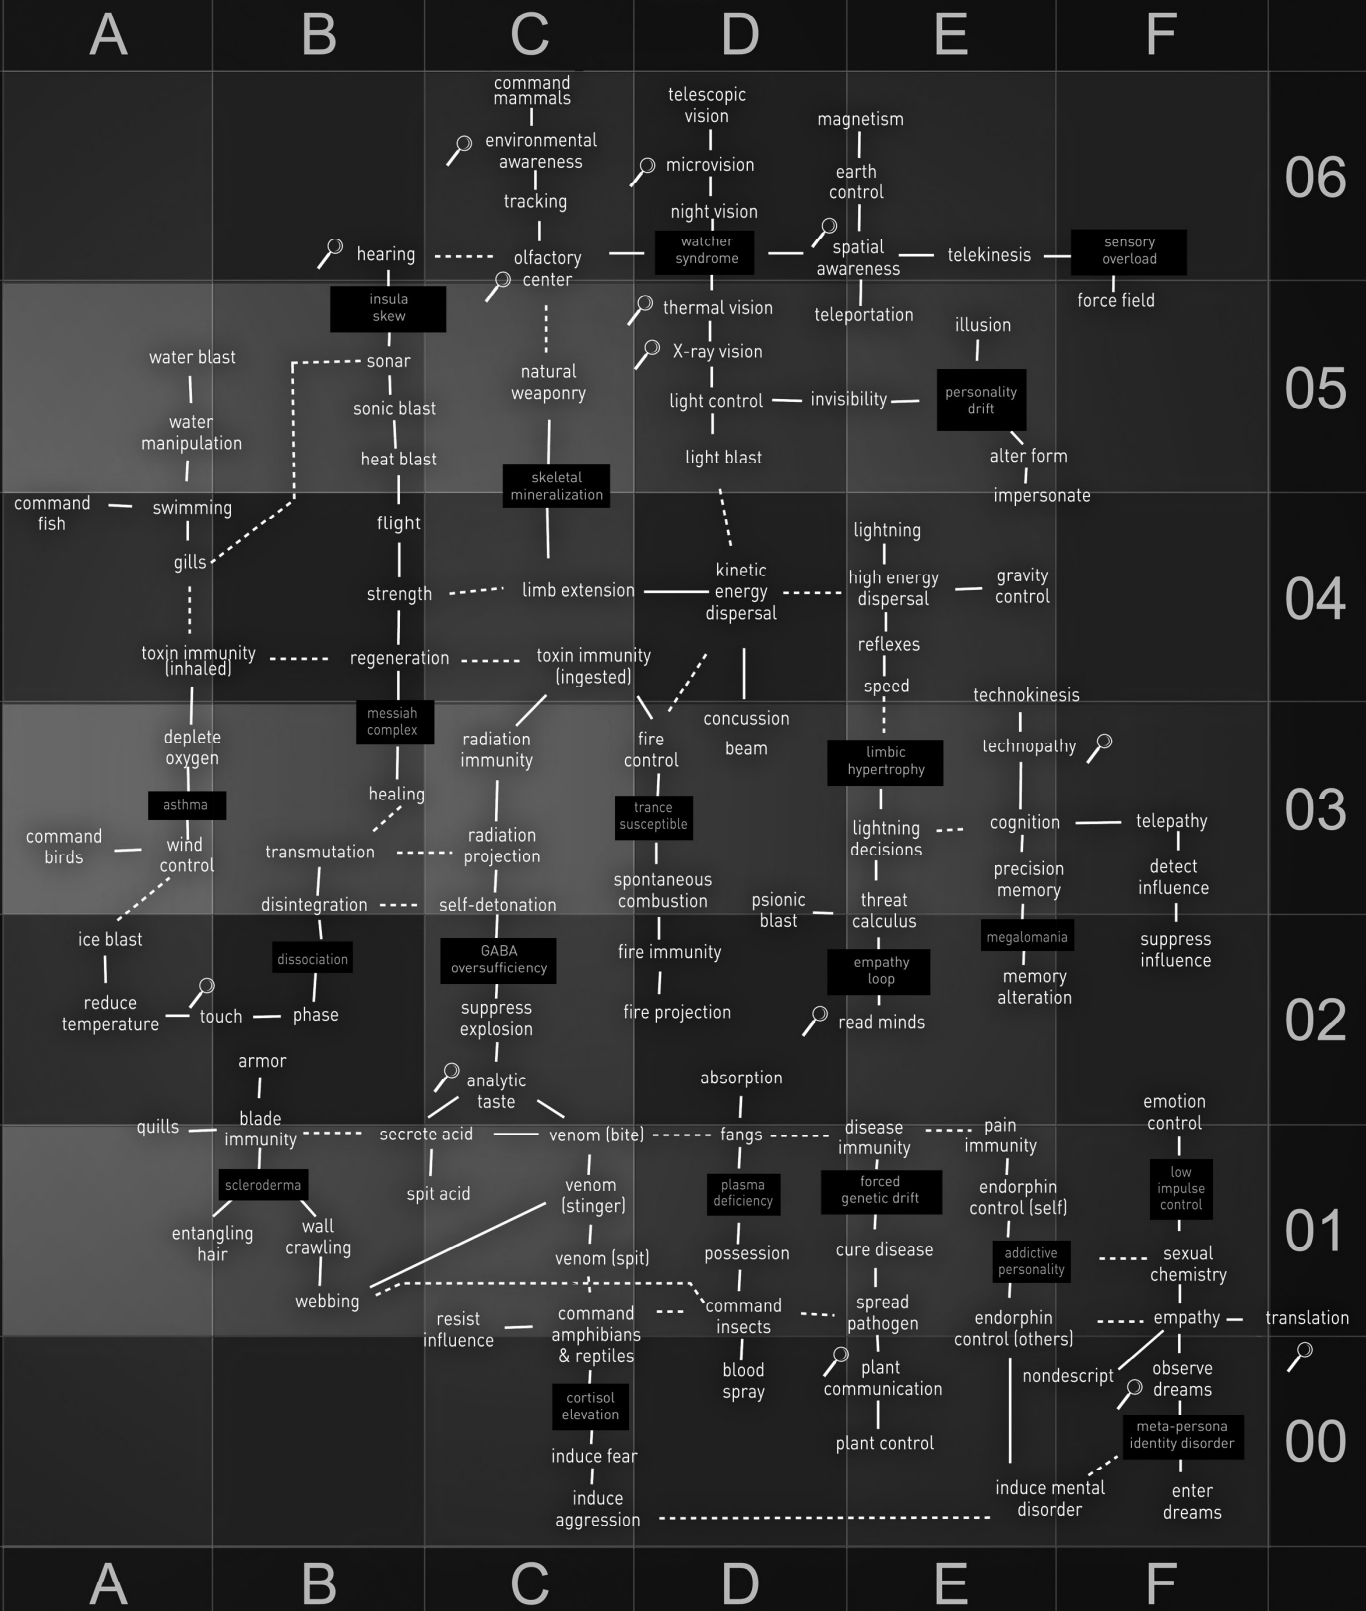 A B C D E F
command
mammals
telescopic
vision
magnetism
environmental
awareness
microvision
earth
control
06
tracking
night vision
hearing
olfactory
center
watcher
syndrome
spatial
awareness
telekinesis
sensory
overload
insula
skew
thermal vision
teleportation
force field
illusion
water blast
sonar
X-ray vision
natural
weaponry
05
sonic blast
light control
invisibility
personality
drift
water
manipulation
heat blast
light blast
alter form
skeletal
mineralization
impersonate
command
fish
swimming
flight
lightning
gills
kinetic
energy
dispersal
high energy
dispersal
gravity
control
04
strength
limb extension
reflexes
toxin immunity
(inhaled)
regeneration
toxin immunity
(ingested)
speed
technokinesis
messiah
complex
concussion
beam
deplete
oxygen
radiation
immunity
fire
control
limbic
hypertrophy
technopathy
healing
asthma
trance
susceptible
03
command
birds
wind
control
transmutation
radiation
projection
lightning
decisions
cognition
telepathy
precision
memory
detect
influence
disintegration
self-detonation
spontaneous
combustion
psionic
blast
threat
calculus
ice blast
dissociation
GABA
oversufficiency
fire immunity
empathy
loop
megalomania
suppress
influence
memory
alteration
reduce
temperature
touch
phase
suppress
explosion
fire projection
read minds
02
armor
analytic
taste
absorption
emotion
control
quills
blade
immunity
secrete acid
venom (bite)
fangs
disease
immunity
pain
immunity
scleroderma
spit acid
venom
(stinger)
plasma
deficiency
forced
genetic drift
endorphin
control (self)
low
impulse
control
01
entangling
hair
wall
crawling
venom (spit)
possession
cure disease
addictive
personality
sexual
chemistry
webbing
resist
influence
command
amphibians
& reptiles
command
insects
spread
pathogen
endorphin
control (others)
empathy
translation
blood
spray
plant
communication
nondescript
observe
dreams
cortisol
elevation
plant control
meta-persona
identity disorder
00
induce fear
induce
aggression
induce mental
disorder
enter
dreams
A B C D E F